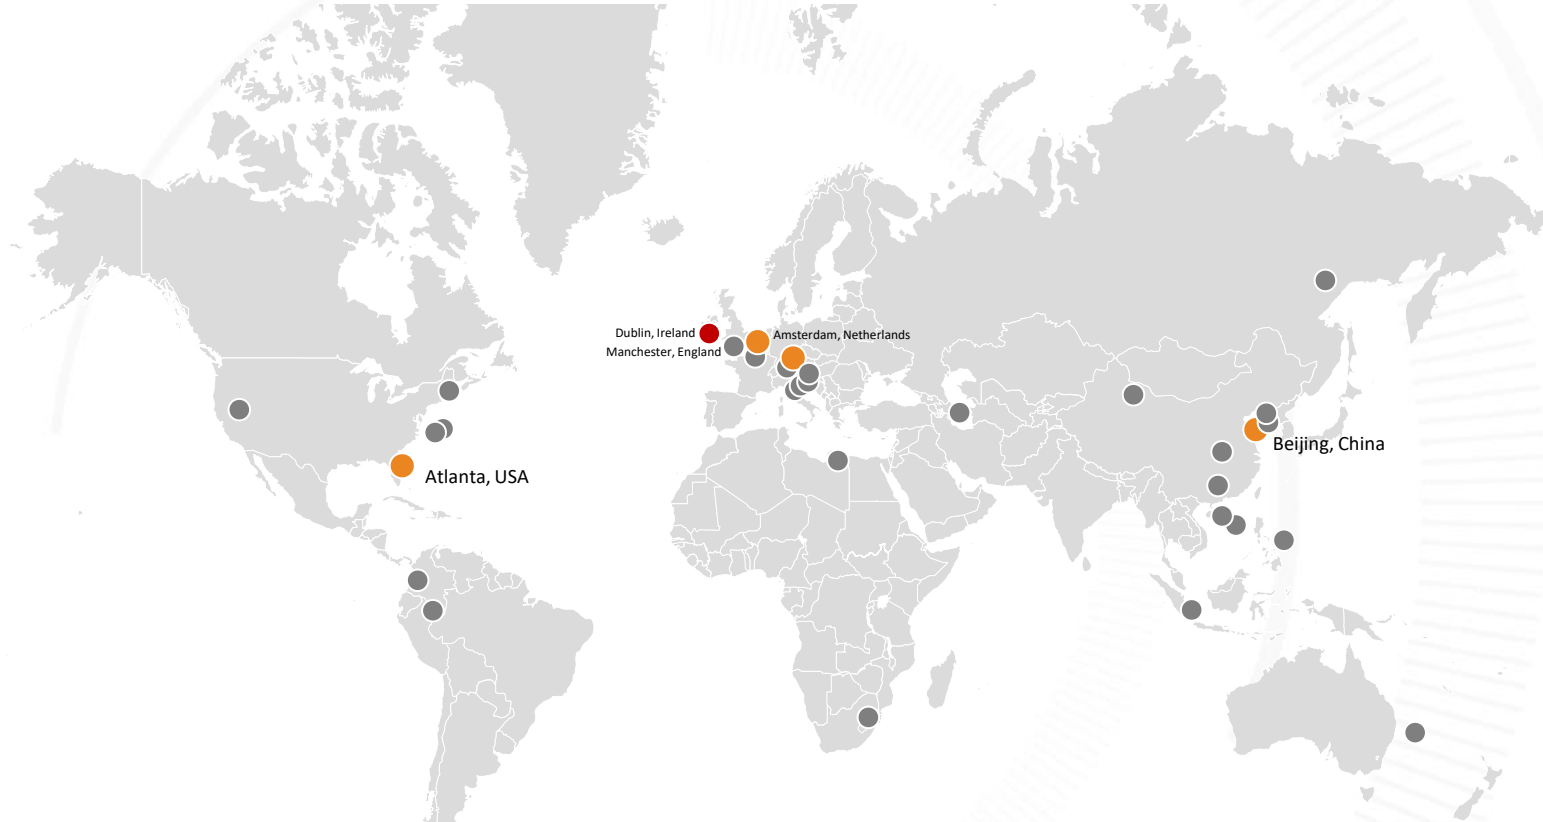 Dublin, Ireland
Amsterdam, Netherlands
Manchester, England
Beijing, China
Atlanta, USA